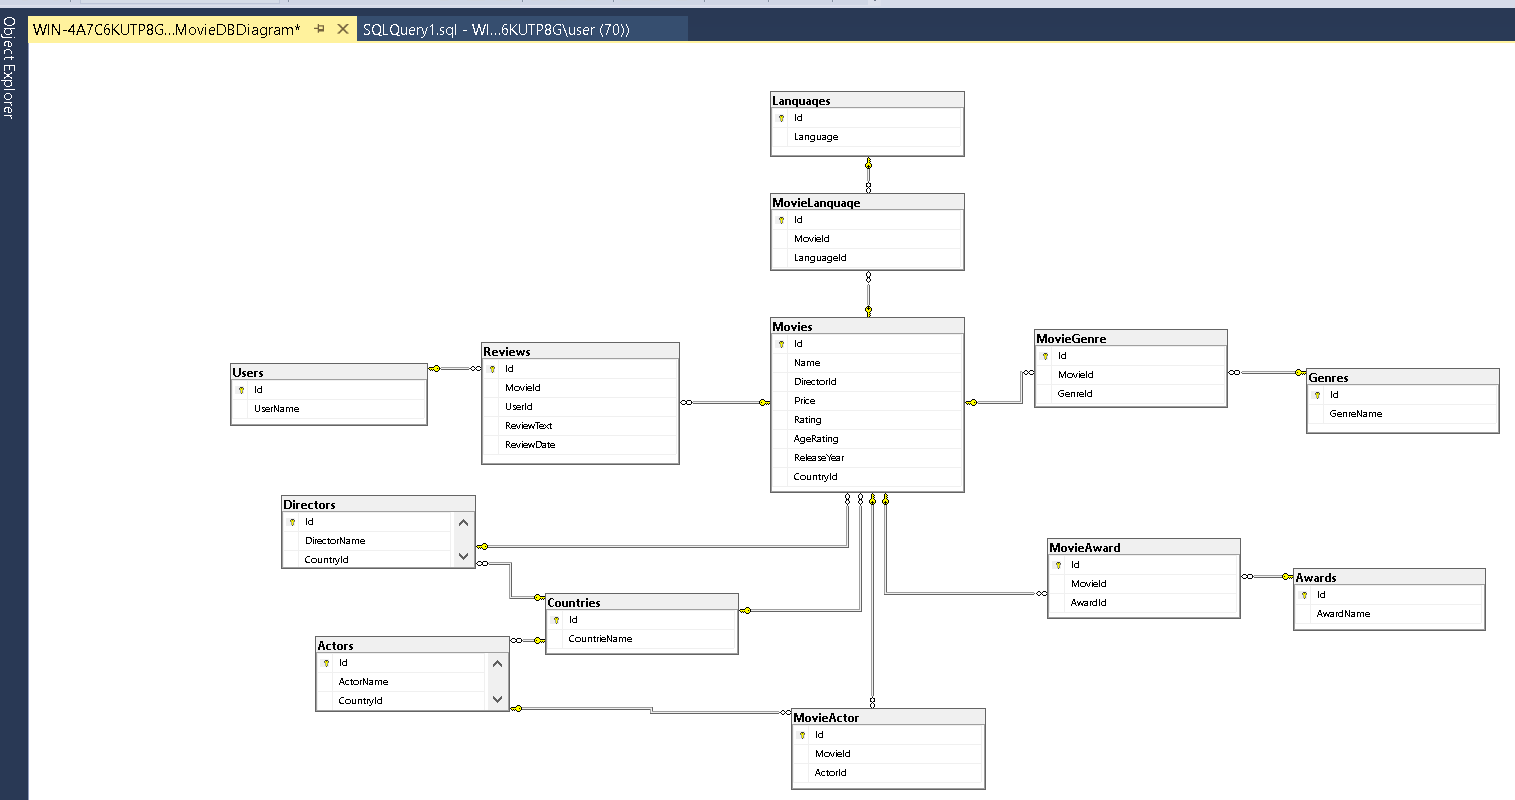 Object Explorer
WIN-4A7C6KUTP8G...MovieDBDiagram*
SQLQuery1.sql - WI...6KUTP8G\user (70))
Languages
Id
Language
MovieLanguage
Id
MovieId
LanguageId
Movies
Id
Name
DirectorId
Price
Rating
AgeRating
ReleaseYear
CountryId
Reviews
Id
MovieId
UserId
ReviewText
ReviewDate
Users
Id
UserName
MovieGenre
Id
MovieId
GenreId
Genres
Id
GenreName
Directors
Id
DirectorName
CountryId
Countries
Id
CountrieName
Actors
Id
ActorName
CountryId
MovieAward
Id
MovieId
AwardId
Awards
Id
AwardName
MovieActor
Id
MovieId
ActorId